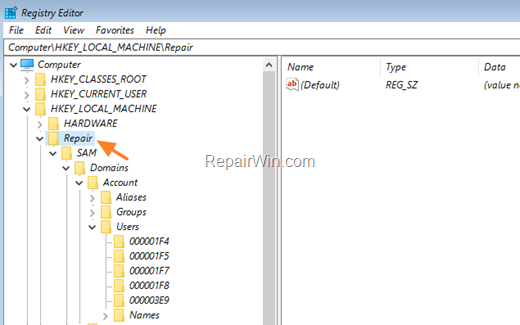 Registry Editor
File Edit View Favorites Help
Computer\HKEY_LOCAL_MACHINE\Repair
Computer
HKEY_CLASSES_ROOT
HKEY_CURRENT_USER
HKEY_LOCAL_MACHINE
HARDWARE
Repair
SAM
Domains
Account
Aliases
Groups
Users
000001F4
000001F5
000001F7
000001F8
000003E9
Names
Name Type Data
ab (Default) REG_SZ (value n
RepairWin.com